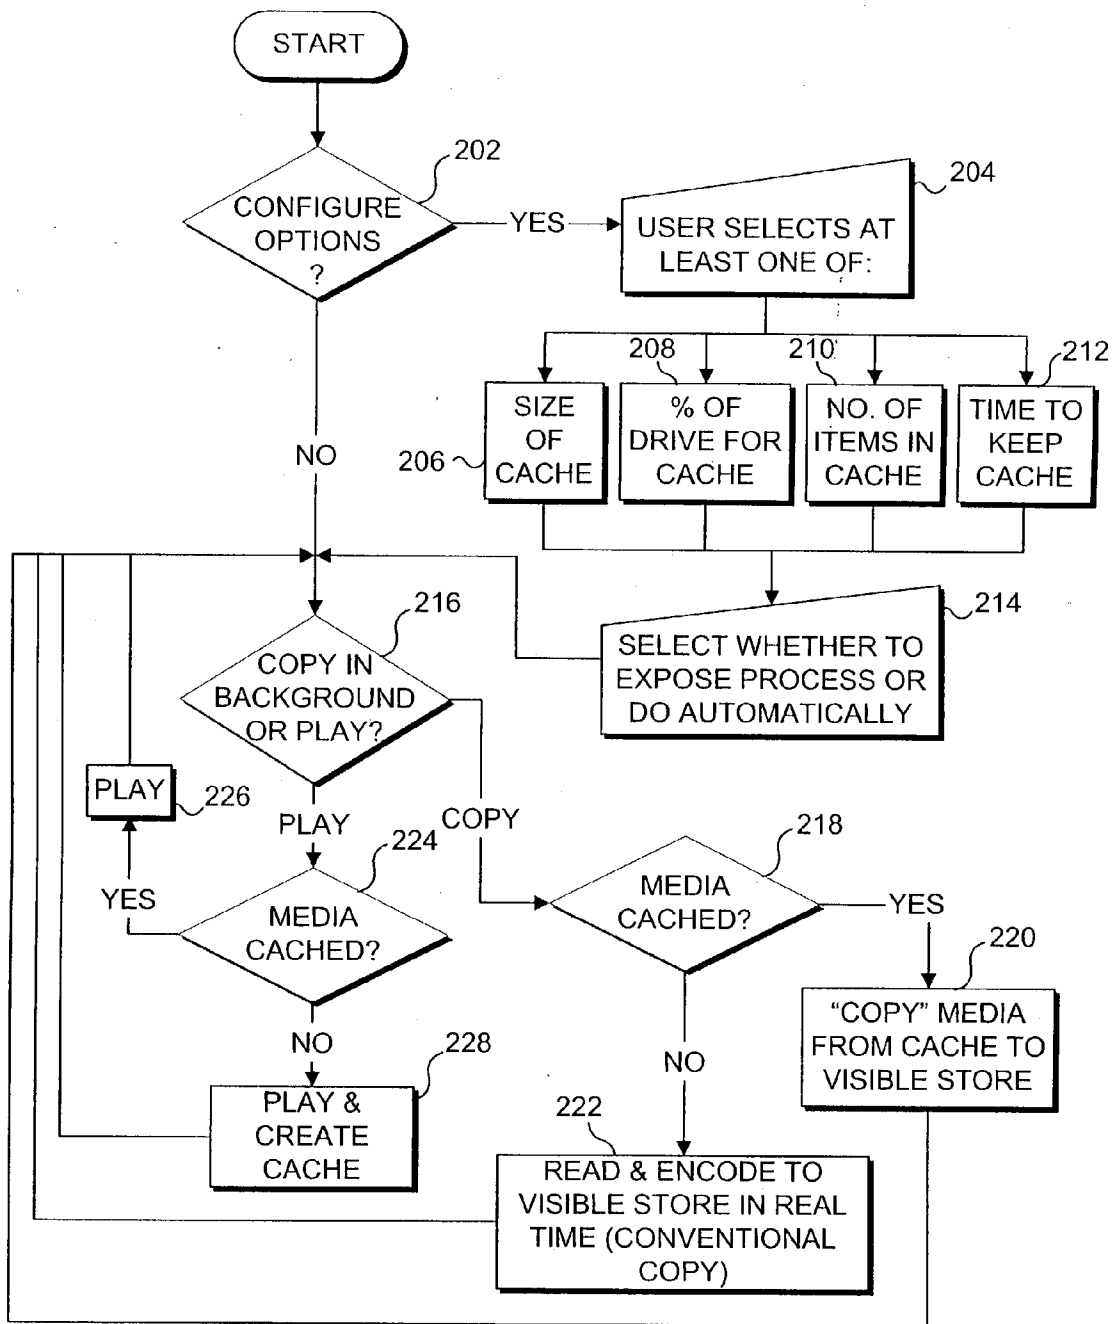 START
202
CONFIGURE
OPTIONS
?
YES
204
USER SELECTS AT
LEAST ONE OF:
NO
206
SIZE
OF
CACHE
208
% OF
DRIVE FOR
CACHE
210
NO. OF
ITEMS IN
CACHE
212
TIME TO
KEEP
CACHE
214
SELECT WHETHER TO
EXPOSE PROCESS OR
DO AUTOMATICALLY
216
COPY IN
BACKGROUND
OR PLAY?
PLAY
226
PLAY
COPY
224
MEDIA
CACHED?
YES
NO
218
MEDIA
CACHED?
YES
NO
220
“COPY” MEDIA
FROM CACHE TO
VISIBLE STORE
228
PLAY &
CREATE
CACHE
222
READ & ENCODE TO
VISIBLE STORE IN REAL
TIME (CONVENTIONAL
COPY)